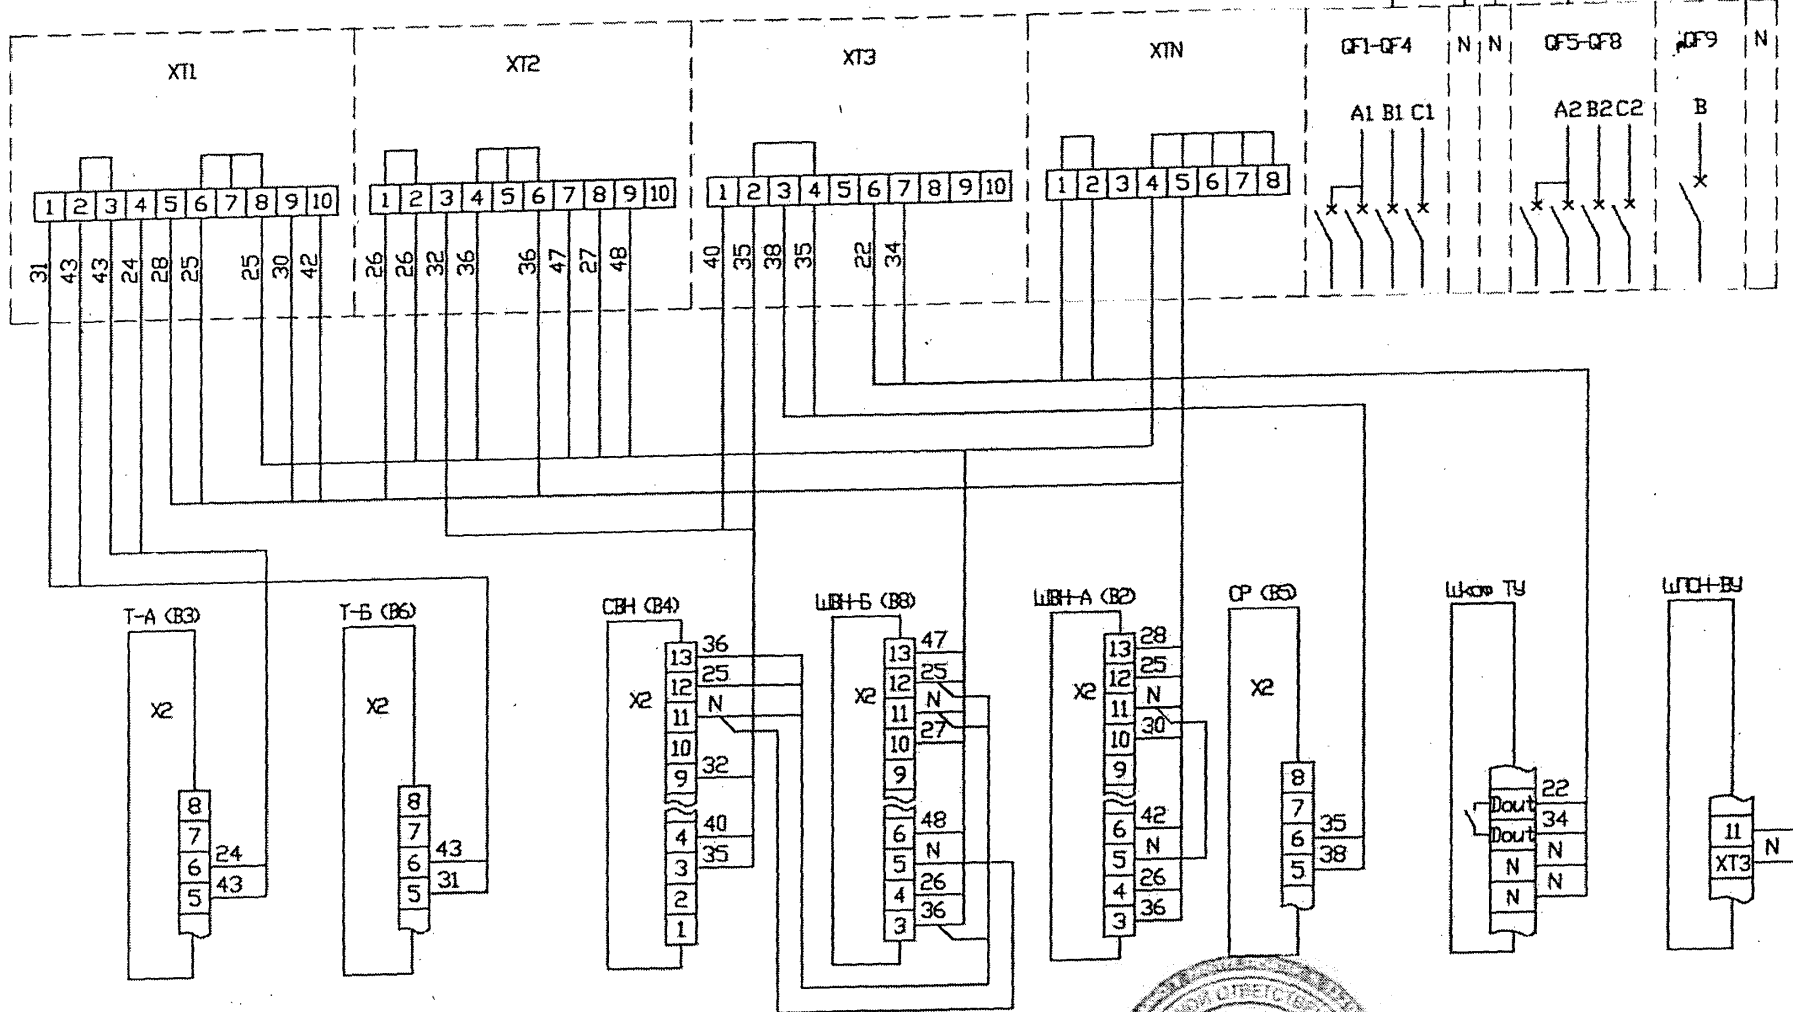 XT1 XT2 XT3 XTN QF1-QF4 N N QF5-QF8 QF9 N
A1 B1 C1 A2 B2 C2 B
1 2 3 4 5 6 7 8 9 10
1 2 3 4 5 6 7 8 9 10
1 2 3 4 5 6 7 8 9 10
1 2 3 4 5 6 7 8
31 43 43 24 28 25 25 30 42
26 26 32 36 36 47 27 48
40 35 38 35 22 34
Т-А (В3)
X2
8
7
6 24
5 43
Т-Б (В6)
X2
8
7
6 43
5 31
СВН (В4)
X2
13 36
12 25
11 N
10
9 32
4 40
3 35
2
1
ШВН-Б (В8)
X2
13 47
12 25
11 N
10 27
9
6 48
5 N
4 26
3 36
ШВН-А (В2)
X2
13 28
12 25
11 N
10 30
9
6 42
5 N
4 26
3 36
СР (В5)
X2
8
7
6 35
5 38
Шкаф ТУ
Dout 22
Dout 34
N N
N N
ШПСН-ВУ
11
XT3 N
ОТВЕТСТВЕ